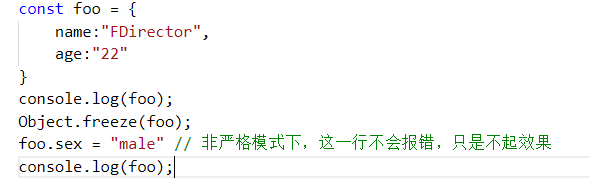 const foo = {
    name:"FDirector",
    age:"22"
}
console.log(foo);
Object.freeze(foo);
foo.sex = "male" // 非严格模式下，这一行不会报错，只是不起效果
console.log(foo);